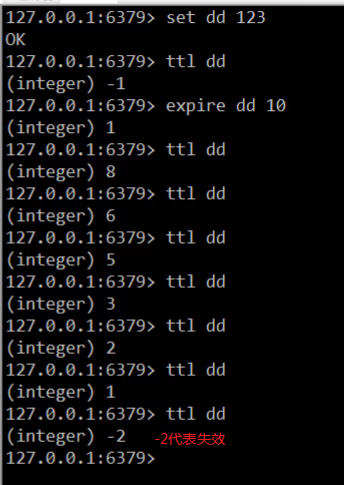 127.0.0.1:6379> set dd 123
OK
127.0.0.1:6379> ttl dd
(integer) -1
127.0.0.1:6379> expire dd 10
(integer) 1
127.0.0.1:6379> ttl dd
(integer) 8
127.0.0.1:6379> ttl dd
(integer) 6
127.0.0.1:6379> ttl dd
(integer) 5
127.0.0.1:6379> ttl dd
(integer) 3
127.0.0.1:6379> ttl dd
(integer) 2
127.0.0.1:6379> ttl dd
(integer) 1
127.0.0.1:6379> ttl dd
(integer) -2 -2代表失效
127.0.0.1:6379>